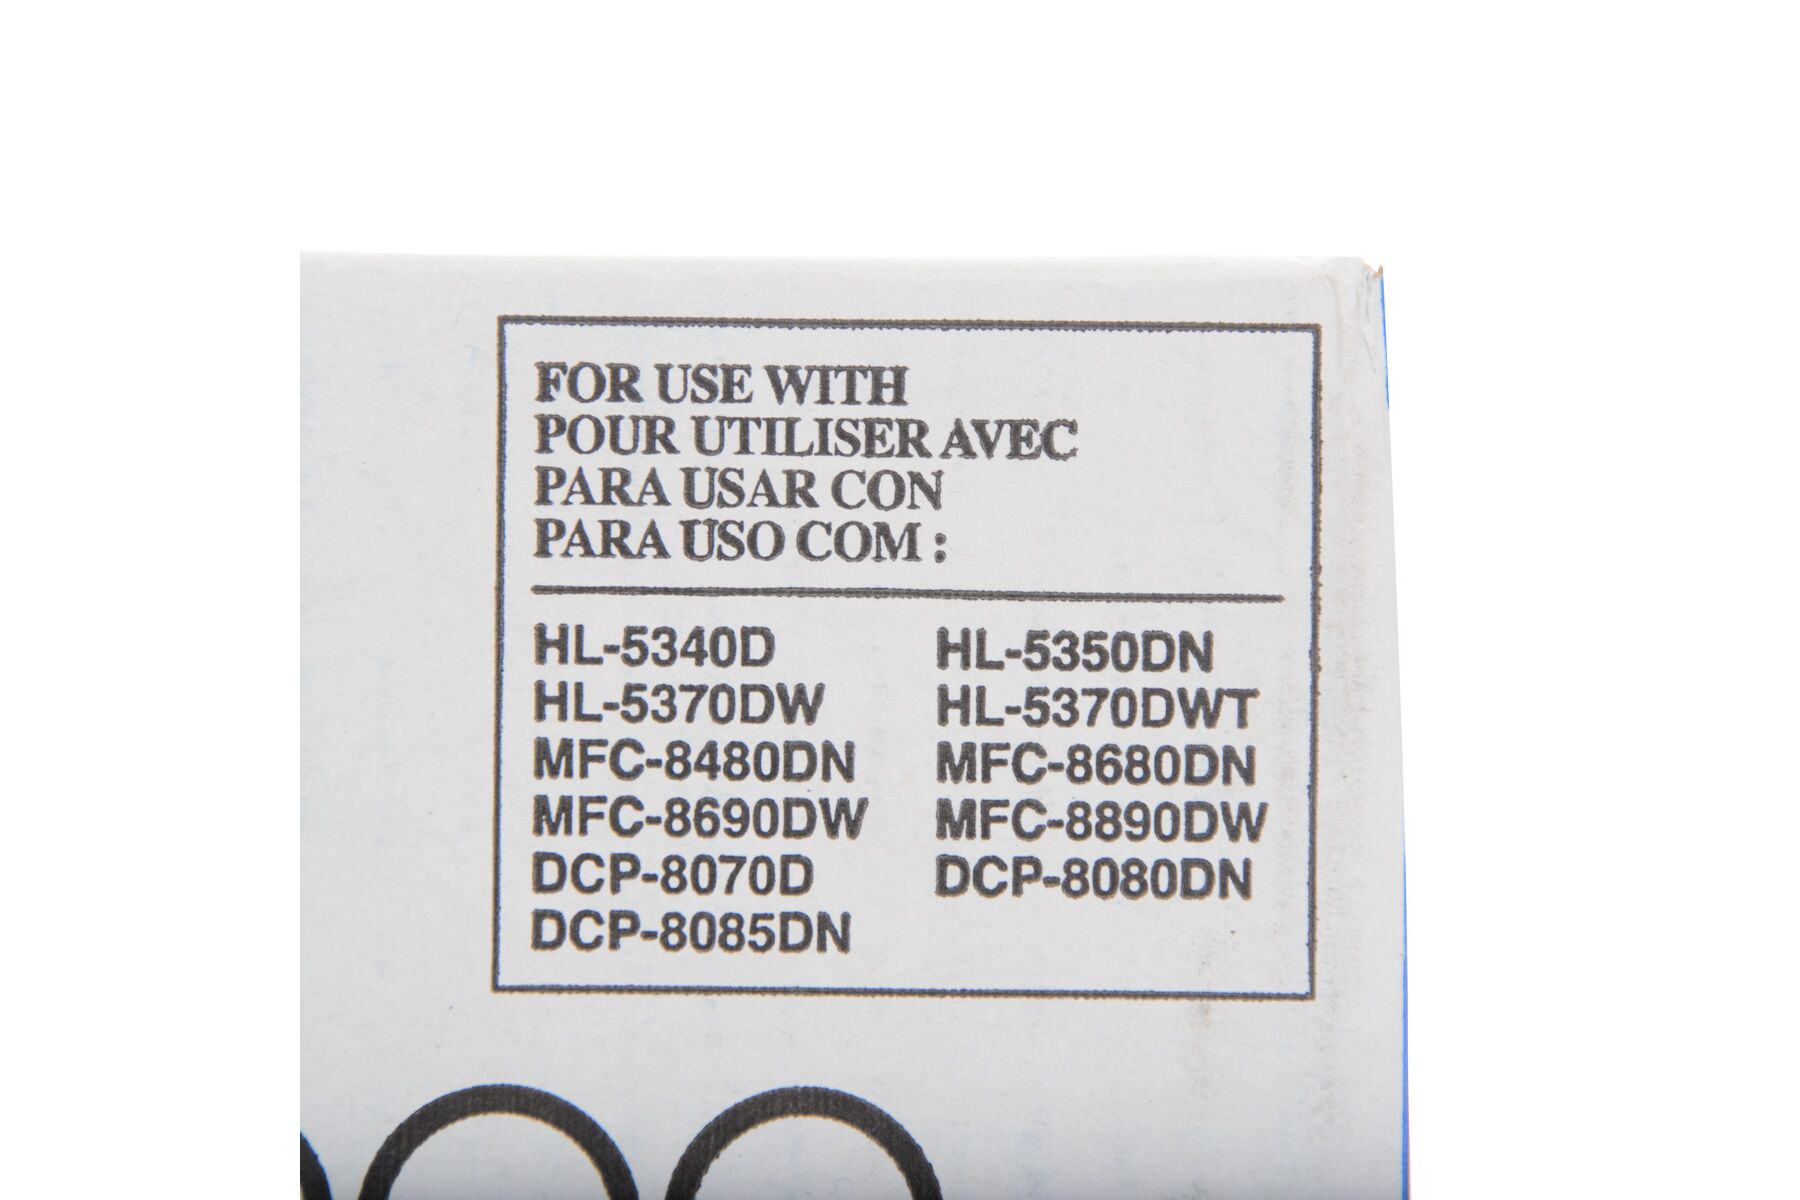 FOR USE WITH
POUR UTILISER AVEC
PARA USAR CON
PARA USO COM :
HL-5340D HL-5350DN
HL-5370DW HL-5370DWT
MFC-8480DN MFC-8680DN
MFC-8690DW MFC-8890DW
DCP-8070D DCP-8080DN
DCP-8085DN